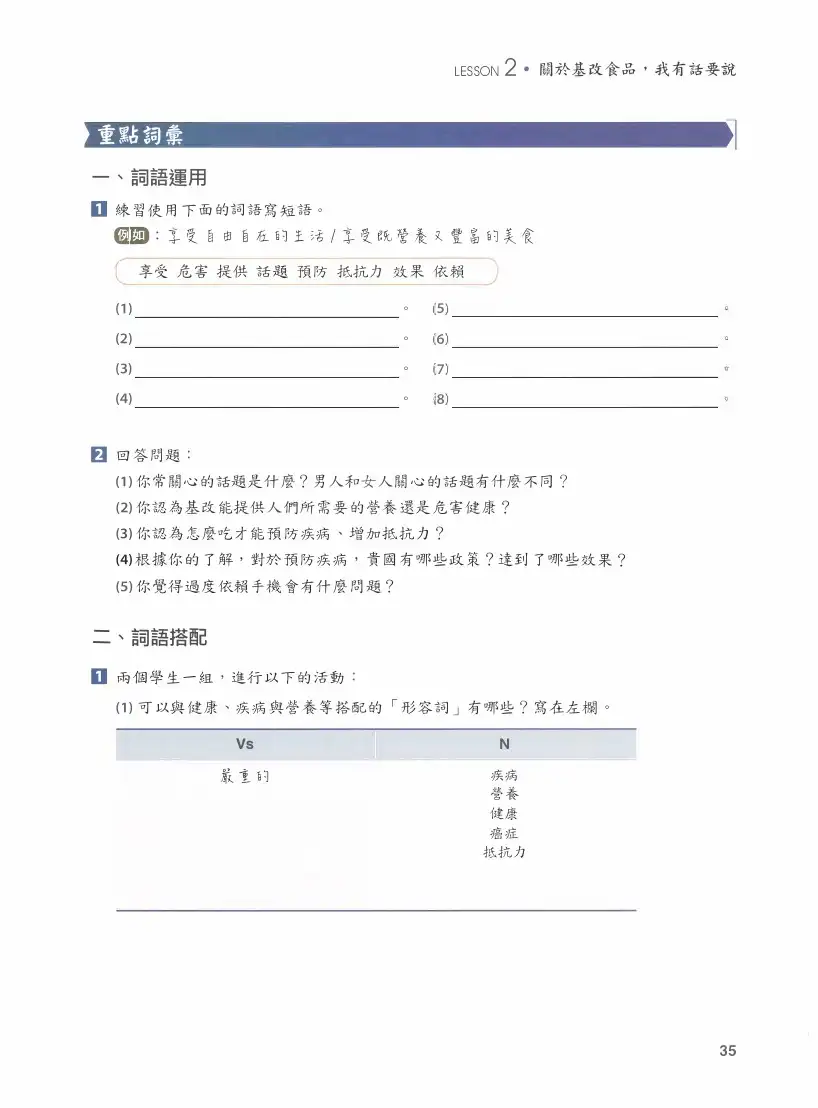 LESSON 2 • 關於基改食品，我有話要說
重點詞彙
一、詞語運用
1 練習使用下面的詞語寫短語。
例如：享受自由自在的生活/享受既營養又豐富的美食
享受 危害 提供 話題 預防 抵抗力 效果 依賴
(1)。 (5)。
(2)。 (6)。
(3)。 (7)。
(4)。 (8)。
2 回答問題：
(1) 你常關心的話題是什麼？男人和女人關心的話題有什麼不同？
(2) 你認為基改能提供人們所需要的營養還是危害健康？
(3) 你認為怎麼吃才能預防疾病、增加抵抗力？
(4) 根據你的了解，對於預防疾病，貴國有哪些政策？達到了哪些效果？
(5) 你覺得過度依賴手機會有什麼問題？
二、詞語搭配
1 兩個學生一組，進行以下的活動：
(1) 可以與健康、疾病與營養等搭配的「形容詞」有哪些？寫在左欄。
Vs N
嚴重的 疾病
營養
健康
癌症
抵抗力
35